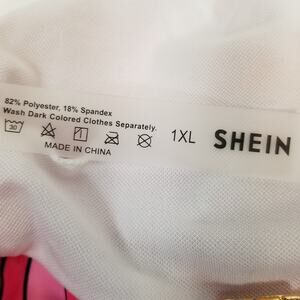 82% Polyester, 18% Spandex
Wash Dark Colored Clothes Separately.
30
1XL SHEIN
MADE IN CHINA